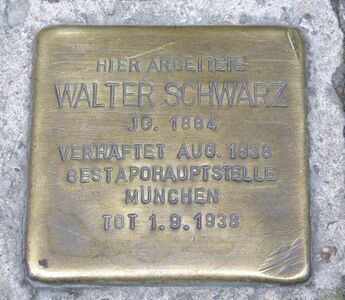 HIER ARBEITETE
WALTER SCHWARZ
JG. 1884
VERHAFTET AUG. 1938
GESTAPOHAUPTSTELLE
MÜNCHEN
TOT 1.9.1938